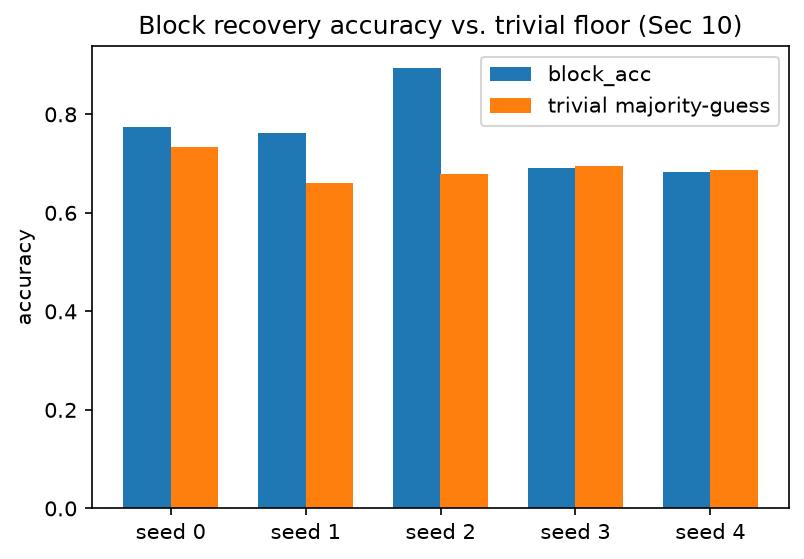 Block recovery accuracy vs. trivial floor (Sec 10)
block_acc
trivial majority-guess
accuracy
0.8
0.6
0.4
0.2
0.0
seed 0 seed 1 seed 2 seed 3 seed 4